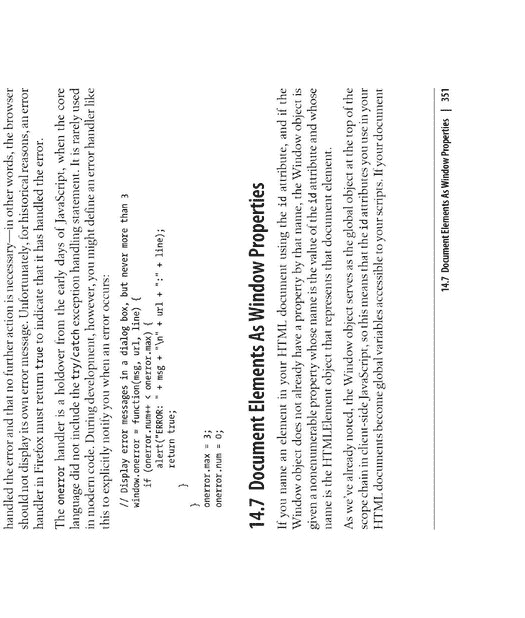 handled the error and that no further action is necessary—in other words, the browser
should not display its own error message. Unfortunately, for historical reasons, an error
handler in Firefox must return true to indicate that it has handled the error.
The onerror handler is a holdover from the early days of JavaScript, when the core
language did not include the try/catch exception handling statement. It is rarely used
in modern code. During development, however, you might define an error handler like
this to explicitly notify you when an error occurs:
// Display error messages in a dialog box, but never more than 3
window.onerror = function(msg, url, line) {
if (onerror.num++ < onerror.max) {
alert("ERROR: " + msg + "\n" + url + ":" + line);
return true;
}
}
onerror.max = 3;
onerror.num = 0;
14.7 Document Elements As Window Properties
If you name an element in your HTML document using the id attribute, and if the
Window object does not already have a property by that name, the Window object is
given a nonenumerable property whose name is the value of the id attribute and whose
name is the HTMLElement object that represents that document element.
As we've already noted, the Window object serves as the global object at the top of the
scope chain in client-side JavaScript, so this means that the id attributes you use in your
HTML documents become global variables accessible to your scripts. If your document
14.7 Document Elements As Window Properties | 351